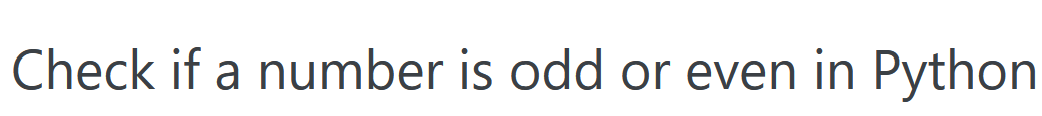 Check if a number is odd or even in Python